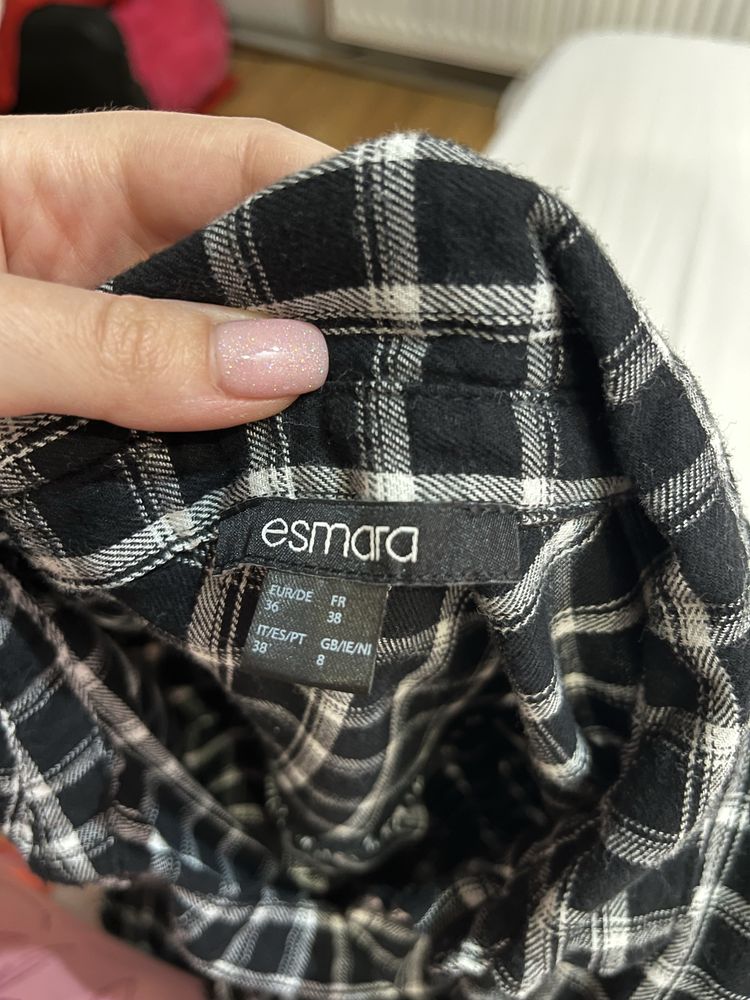 esmara
EUR/DE FR
36 38
IT/ES/PT GB/IE/NI
38 8